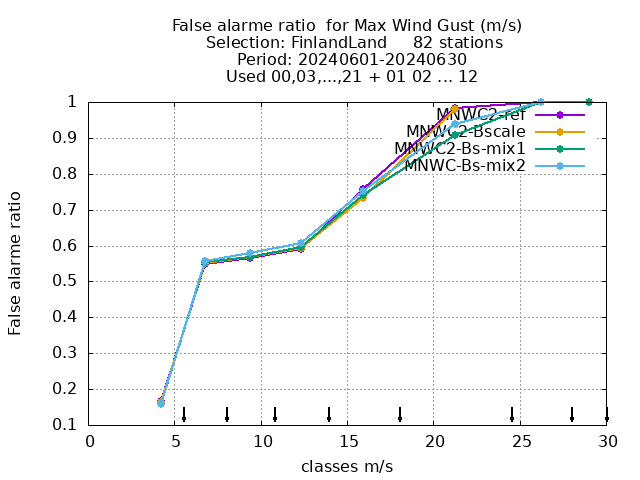 False alarme ratio  for Max Wind Gust (m/s)
Selection: FinlandLand     82 stations
Period: 20240601-20240630
Used 00,03,...,21 + 01 02 ... 12
MNWC2-ref
MNWC2-Bscale
MNWC2-Bs-mix1
MNWC-Bs-mix2
False alarme ratio
1
0.9
0.8
0.7
0.6
0.5
0.4
0.3
0.2
0.1
0 5 10 15 20 25 30
classes m/s